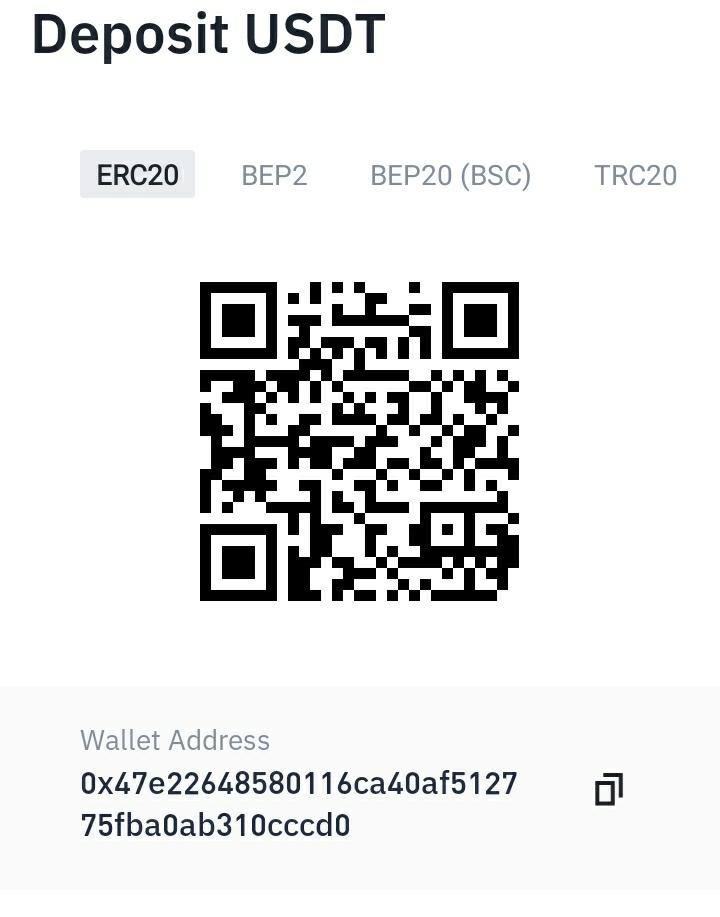 Deposit USDT
ERC20 BEP2 BEP20 (BSC) TRC20
Wallet Address
0x47e22648580116ca40af5127
75fba0ab310cccd0